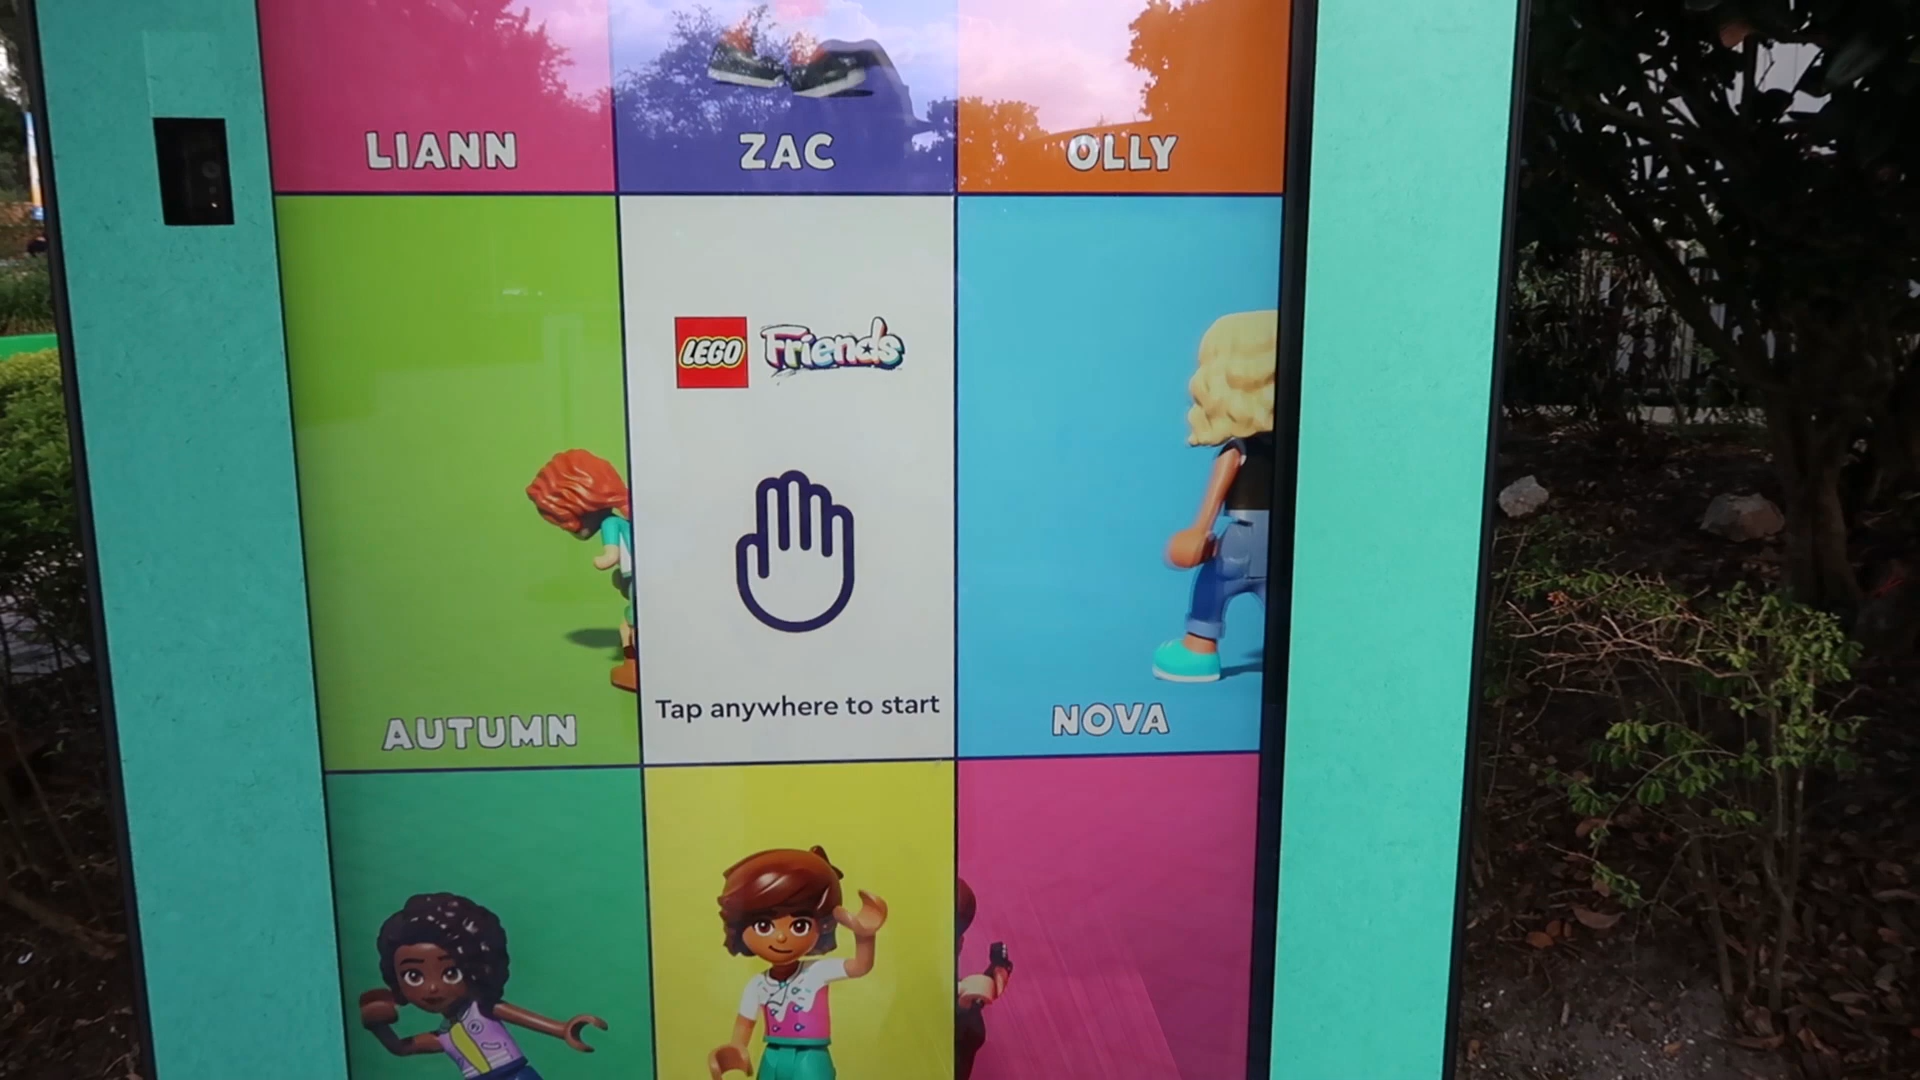 LIANN
ZAC
OLLY
LEGO Friends
AUTUMN
Tap anywhere to start
NOVA